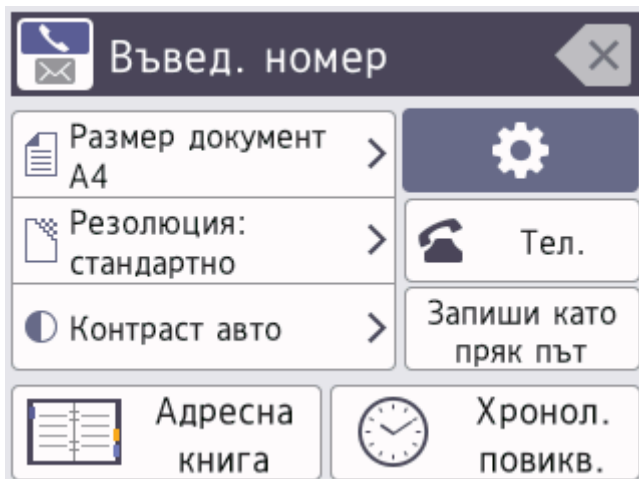 Въвед. номер
Размер документ
A4
Резолюция:
стандартно
Контраст авто
Тел.
Запиши като
пряк път
Адресна
книга
Хронол.
повикв.